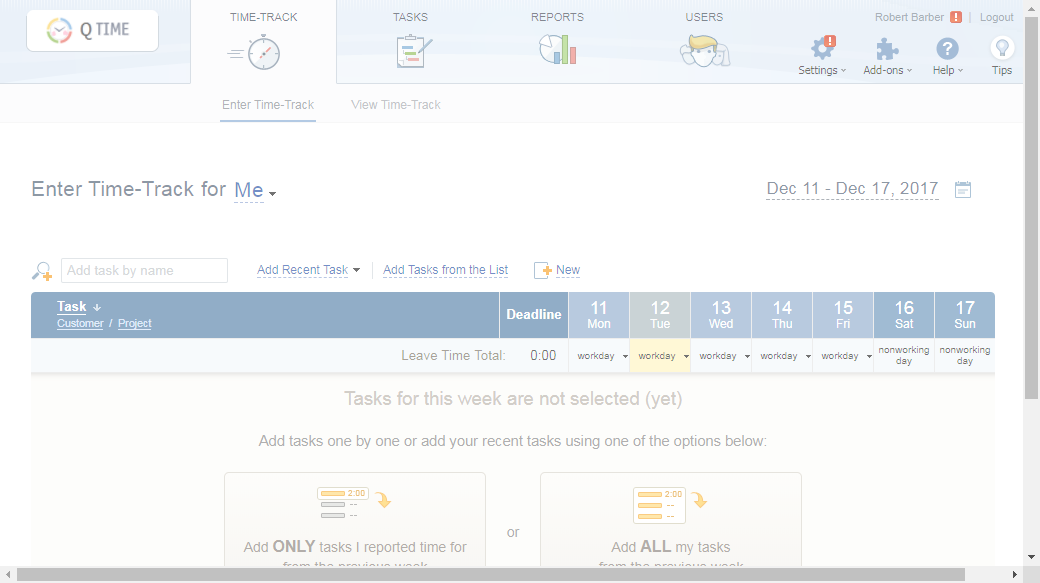 Q TIME
TIME-TRACK
TASKS
REPORTS
USERS
Robert Barber ! | Logout
!
Settings
Add-ons
?
Help
Tips
Enter Time-Track
View Time-Track
Enter Time-Track for Me
Dec 11 - Dec 17, 2017
Add task by name
Add Recent Task
Add Tasks from the List
New
Task ↓
Customer / Project
Deadline
11
Mon
12
Tue
13
Wed
14
Thu
15
Fri
16
Sat
17
Sun
Leave Time Total: 0:00
workday
workday
workday
workday
workday
nonworking
day
nonworking
day
Tasks for this week are not selected (yet)
Add tasks one by one or add your recent tasks using one of the options below:
2:00
--
--
Add ONLY tasks I reported time for
from the previous week
or
2:00
--
--
Add ALL my tasks
from the previous week